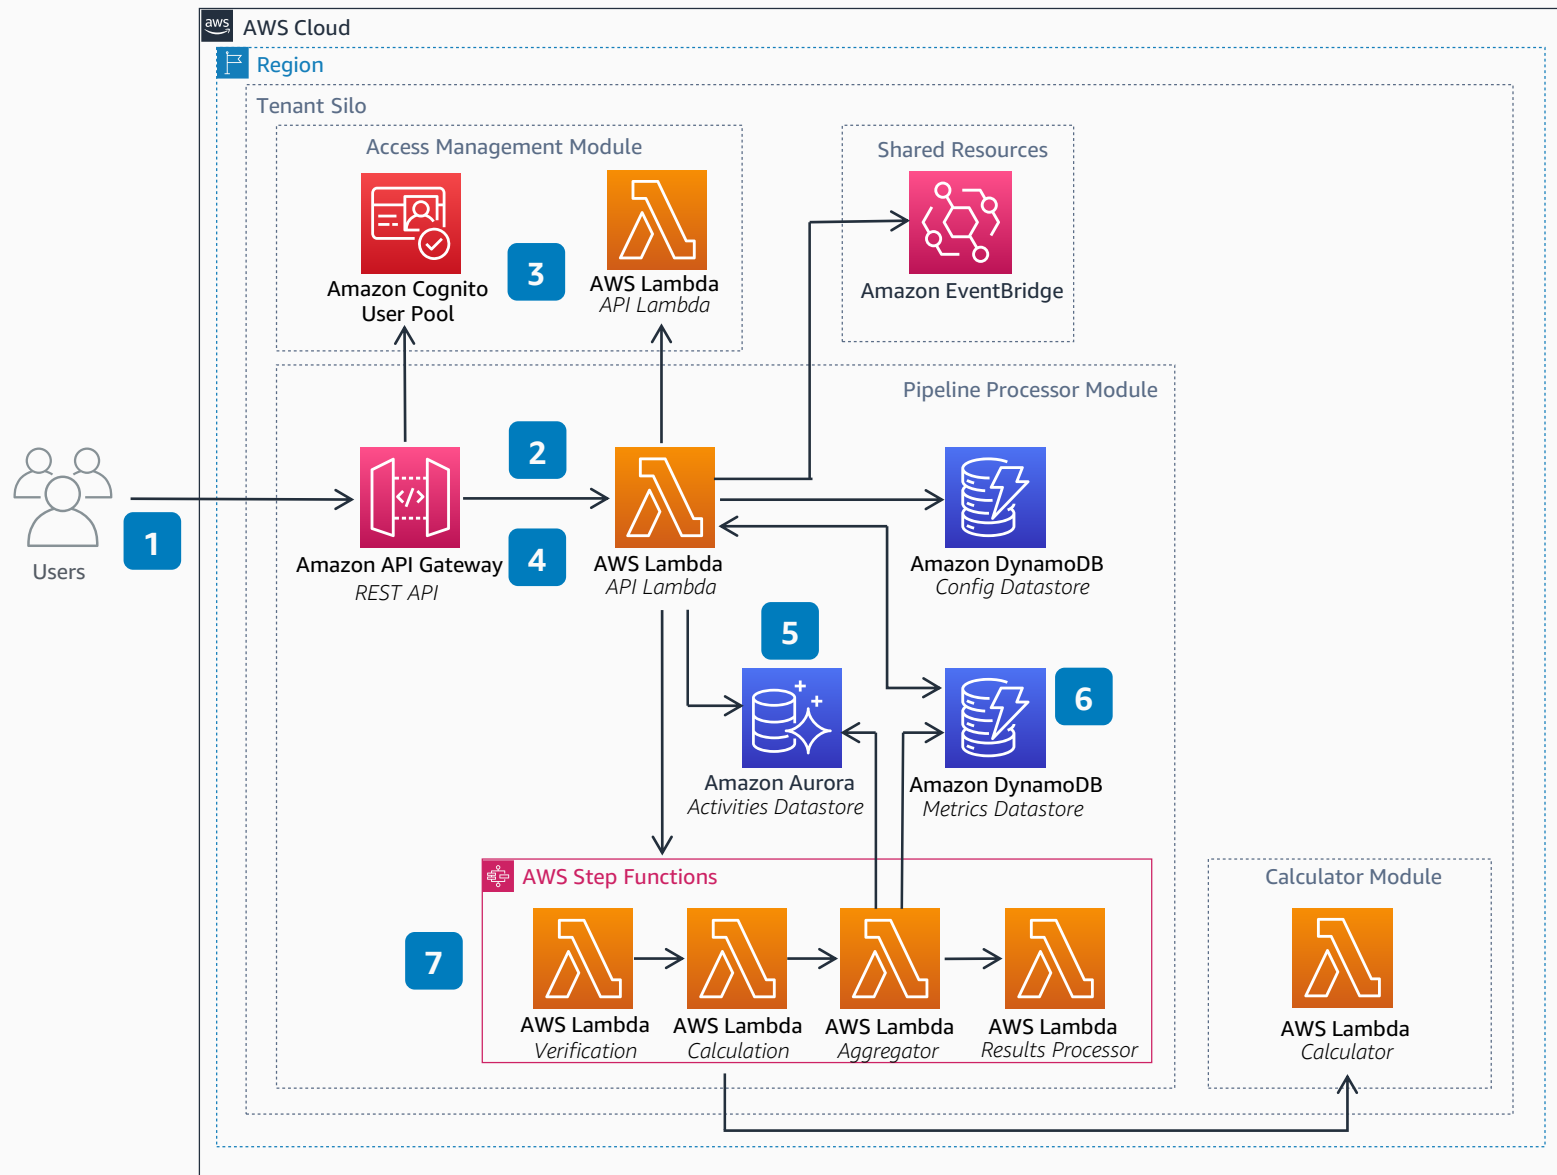 aws
AWS Cloud
Region
Tenant Silo
Access Management Module
Shared Resources
3
Amazon Cognito
User Pool
AWS Lambda
API Lambda
Amazon EventBridge
Pipeline Processor Module
2
1
Users
</>
Amazon API Gateway
REST API
4
AWS Lambda
API Lambda
Amazon DynamoDB
Config Datastore
5
6
Amazon Aurora
Activities Datastore
Amazon DynamoDB
Metrics Datastore
AWS Step Functions
Calculator Module
7
AWS Lambda
Verification
AWS Lambda
Calculation
AWS Lambda
Aggregator
AWS Lambda
Results Processor
AWS Lambda
Calculator